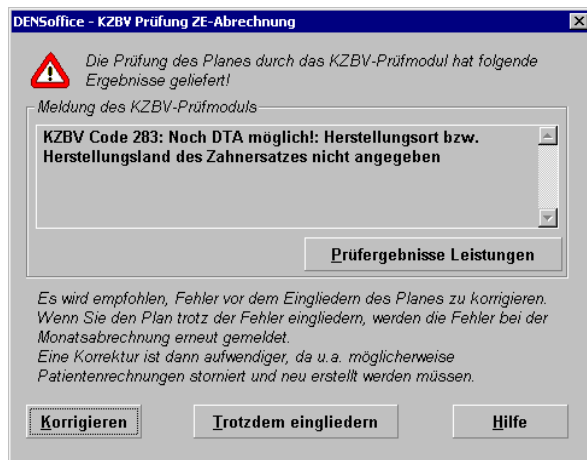 DENSoffice - KZBV Prüfung ZE-Abrechnung
Die Prüfung des Planes durch das KZBV-Prüfmodul hat folgende
Ergebnisse geliefert!
Meldung des KZBV-Prüfmoduls
KZBV Code 283: Noch DTA möglich!: Herstellungsort bzw.
Herstellungsland des Zahnersatzes nicht angegeben
Prüfergebnisse Leistungen
Es wird empfohlen, Fehler vor dem Eingliedern des Planes zu korrigieren.
Wenn Sie den Plan trotz der Fehler eingliedern, werden die Fehler bei der
Monatsabrechnung erneut gemeldet.
Eine Korrektur ist dann aufwendiger, da u.a. möglicherweise
Patientenrechnungen storniert und neu erstellt werden müssen.
Korrigieren Trotzdem eingliedern Hilfe